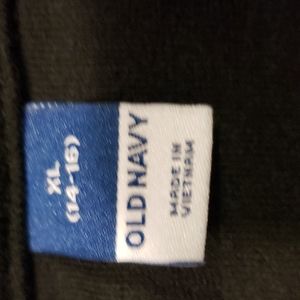 XL
(14-16)
OLD NAVY
MADE IN
VIETNAM